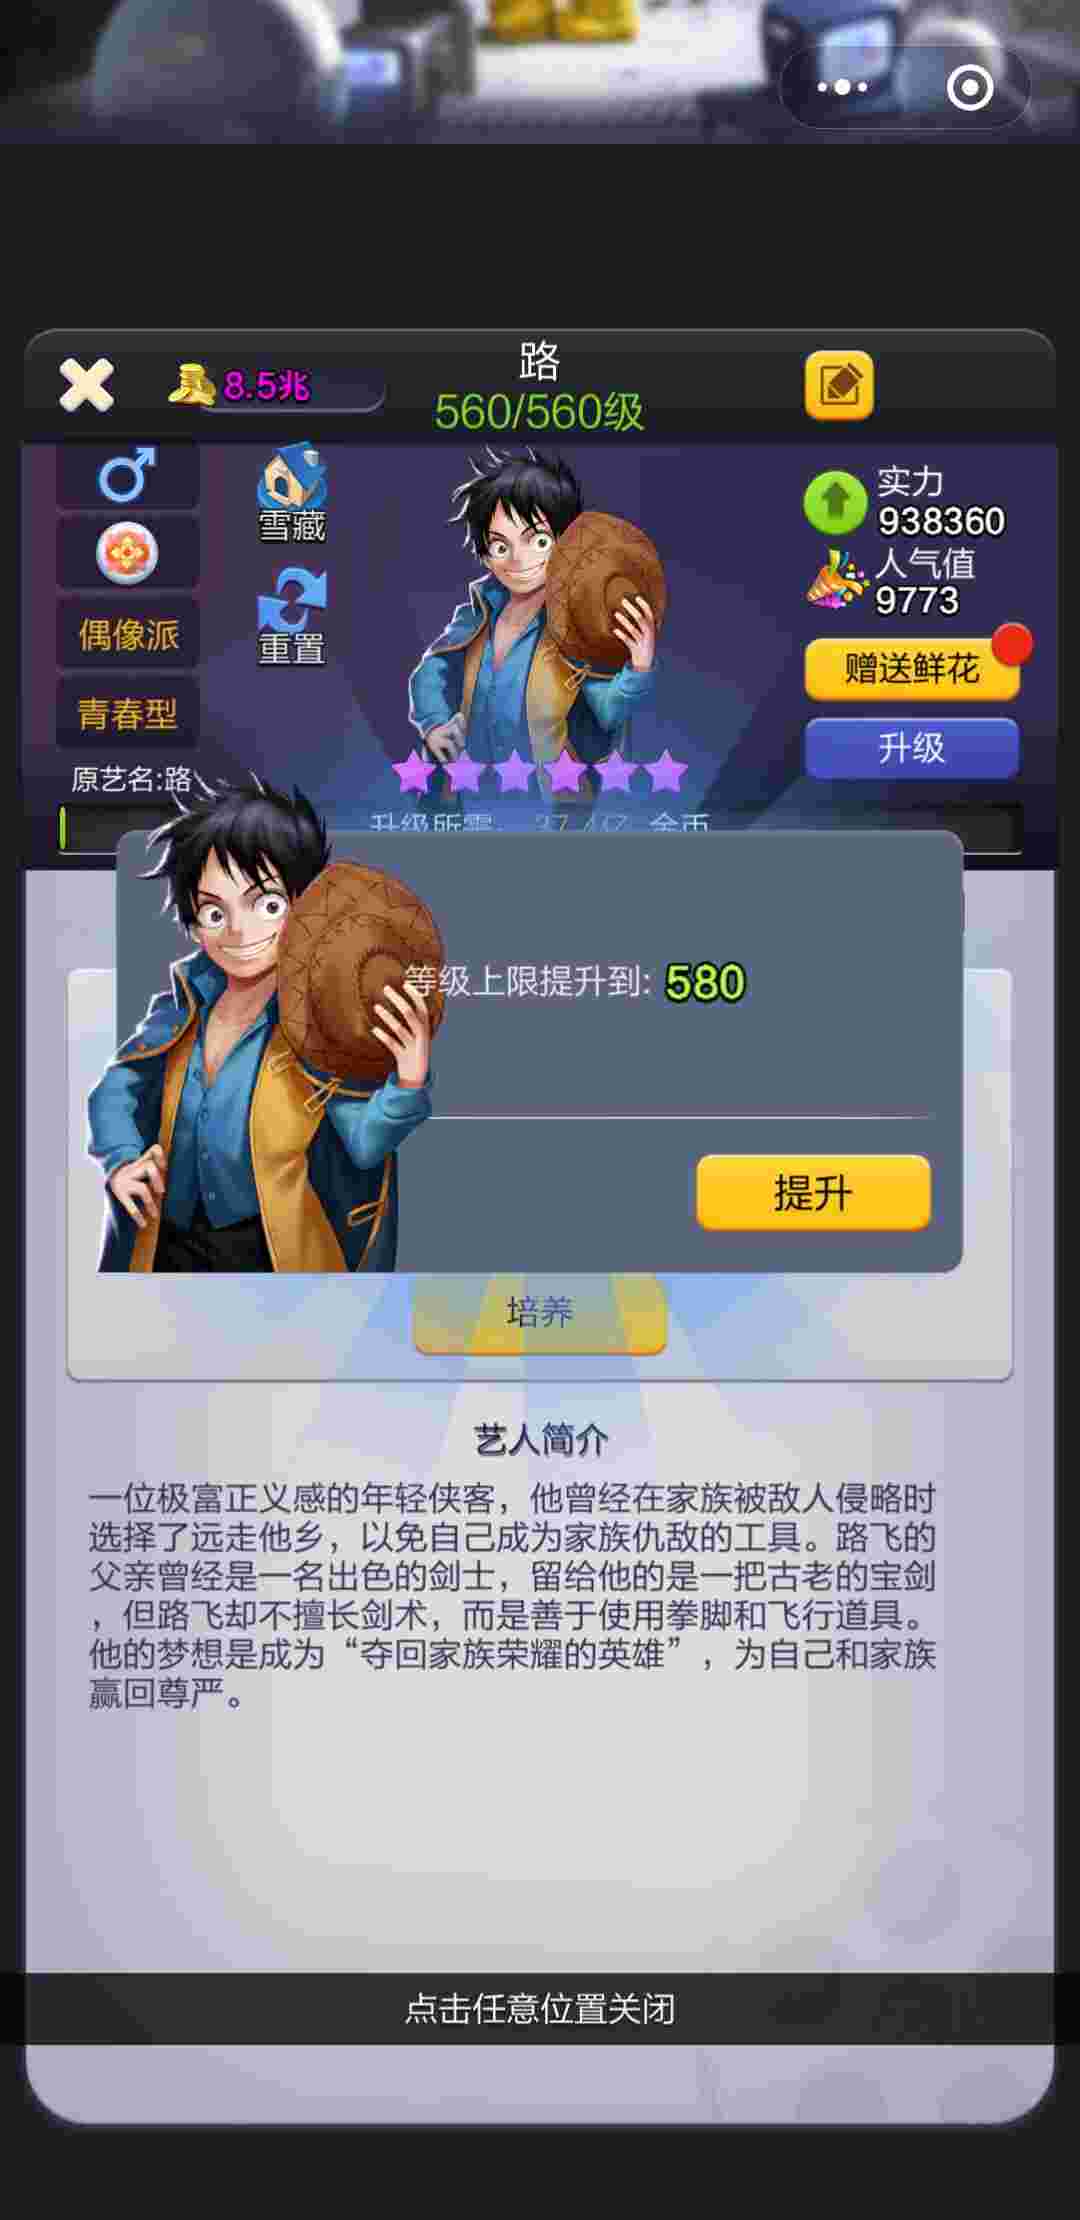 路
8.5兆
560/560级
雪藏
实力
938360
人气值
9773
重置
偶像派
赠送鲜花
青春型
升级
原艺名:路
升级所需: 37.4亿 金币
等级上限提升到: 580
提升
培养
艺人简介
一位极富正义感的年轻侠客，他曾经在家族被敌人侵略时
选择了远走他乡，以免自己成为家族仇敌的工具。路飞的
父亲曾经是一名出色的剑士，留给他的是一把古老的宝剑
，但路飞却不擅长剑术，而是善于使用拳脚和飞行道具。
他的梦想是成为“夺回家族荣耀的英雄”，为自己和家族
赢回尊严。
点击任意位置关闭